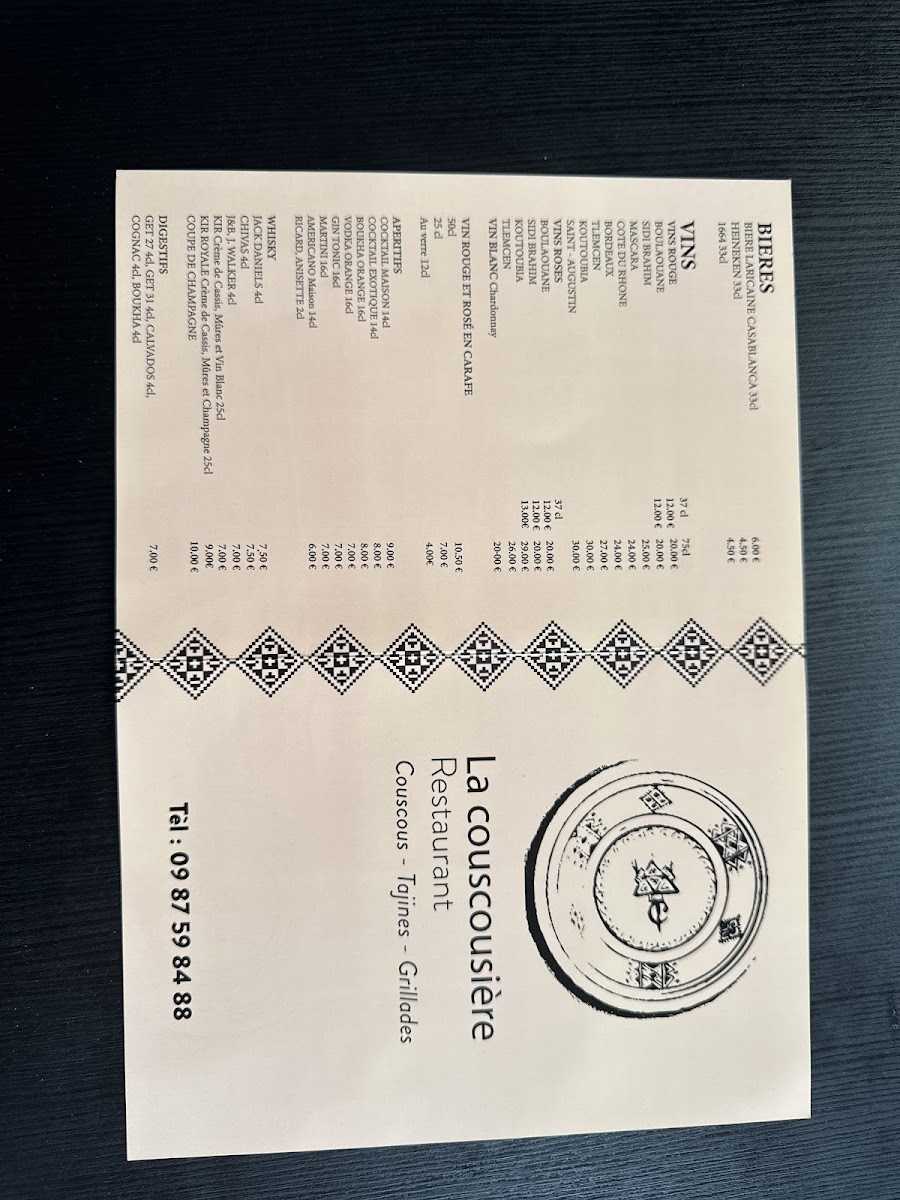 BIERES
BIERE LARICAINE CASABLANCA 33cl
HEINEKEN 33cl
1664 33cl
VINS
VINS ROUGE
BOULAOUANE
SIDI BRAHIM
MASCARA
COTE DU RHONE
BORDEAUX
TLEMCEN
KOUTOUBIA
SAINT - AUGUSTIN
VINS ROSES
BOULAOUANE
SIDI BRAHIM
KOUTOUBIA
TLEMCEN
VIN BLANC Chardonnay
VIN ROUGE ET ROSÉ EN CARAFE
50cl
25 cl
Au verre 12cl
APERITIFS
COCKTAIL MAISON 14cl
COCKTAIL EXOTIQUE 14cl
BOUKHA ORANGE 16cl
VODKA ORANGE 16cl
GIN TONIC 16cl
MARTINI 16cl
AMERICANO Maison 14cl
RICARD, ANISETTE 2cl
WHISKY
JACK DANIELS 4cl
CHIVAS 4cl
J&B, J. WALKER 4cl
KIR Crème de Cassis, Mûres et Vin Blanc 25cl
KIR ROYALE Crème de Cassis, Mûres et Champagne 25cl
COUPE DE CHAMPAGNE
DIGESTIFS
GET 27 4cl, GET 31 4cl, CALVADOS 4cl,
COGNAC 4cl, BOUKHA 4cl
6.00 €
4.50 €
4.50 €
37 cl 75cl
12.00 € 20.00 €
12.00 € 20.00 €
25.00 €
24.00 €
24.00 €
27.00 €
30.00 €
30.00 €
37 cl
12.00 € 20.00 €
12.00 € 20.00 €
13.00€ 29.00 €
26.00 €
20-00 €
10.50 €
7.00 €
4.00€
9.00 €
8.00 €
8.00 €
7.00 €
7.00 €
7.00 €
6.00 €
7,50 €
7.50 €
7.00 €
7.00 €
9.00€
10.00 €
7.00 €
La couscousière
Restaurant
Couscous - Tajines - Grillades
Tèl : 09 87 59 84 88